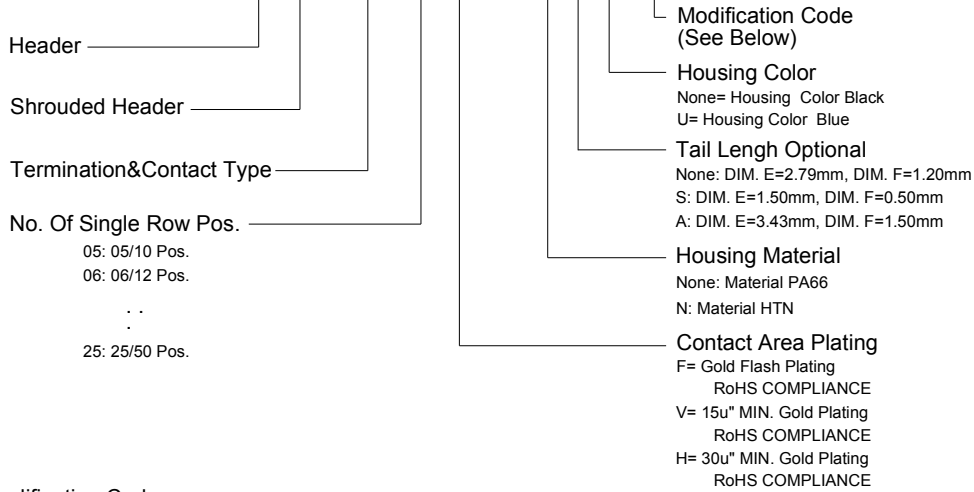 Header
Shrouded Header
Termination&Contact Type
No. Of Single Row Pos.
05: 05/10 Pos.
06: 06/12 Pos.
. .
.
25: 25/50 Pos.
Modification Code
(See Below)
Housing Color
None= Housing Color Black
U= Housing Color Blue
Tail Lengh Optional
None: DIM. E=2.79mm, DIM. F=1.20mm
S: DIM. E=1.50mm, DIM. F=0.50mm
A: DIM. E=3.43mm, DIM. F=1.50mm
Housing Material
None: Material PA66
N: Material HTN
Contact Area Plating
F= Gold Flash Plating
RoHS COMPLIANCE
V= 15u" MIN. Gold Plating
RoHS COMPLIANCE
H= 30u" MIN. Gold Plating
RoHS COMPLIANCE